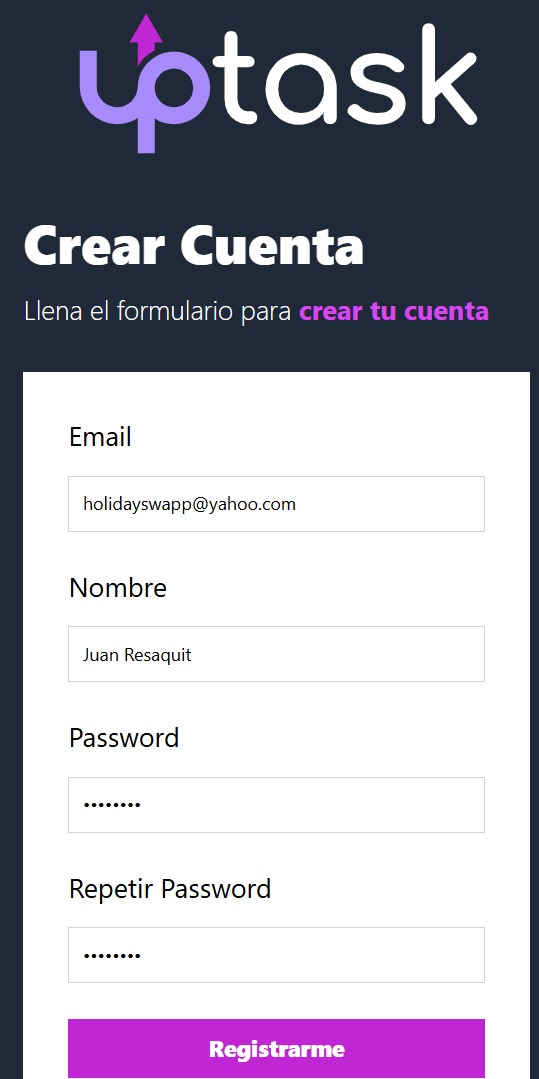 uptask
Crear Cuenta
Llena el formulario para crear tu cuenta
Email
holidayswapp@yahoo.com
Nombre
Juan Resaquit
Password
••••••••
Repetir Password
••••••••
Registrarme